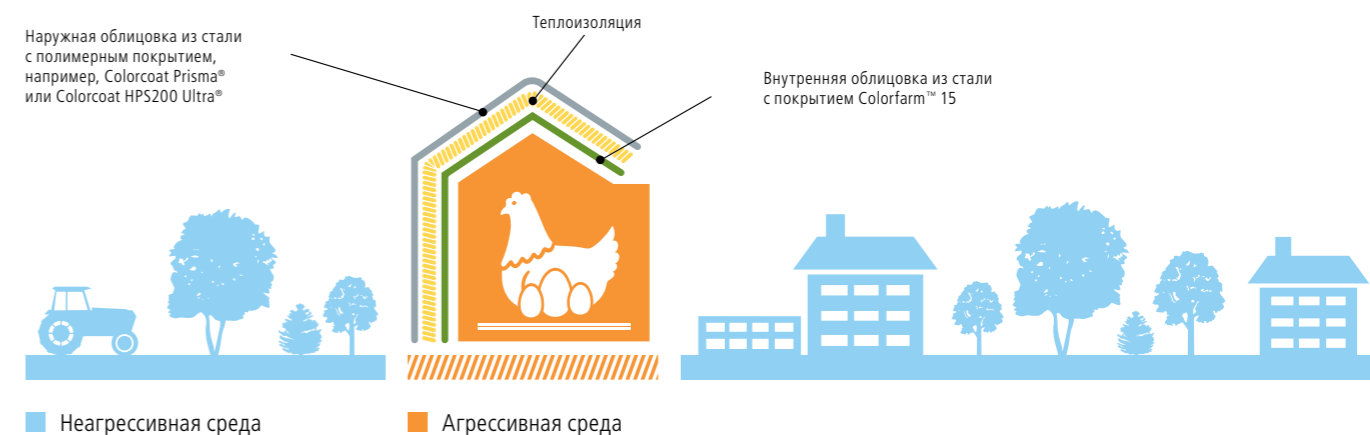 Наружная облицовка из стали
с полимерным покрытием,
например, Colorcoat Prisma®
или Colorcoat HPS200 Ultra®
Теплоизоляция
Внутренняя облицовка из стали
с покрытием Colorfarm™ 15
Неагрессивная среда
Агрессивная среда